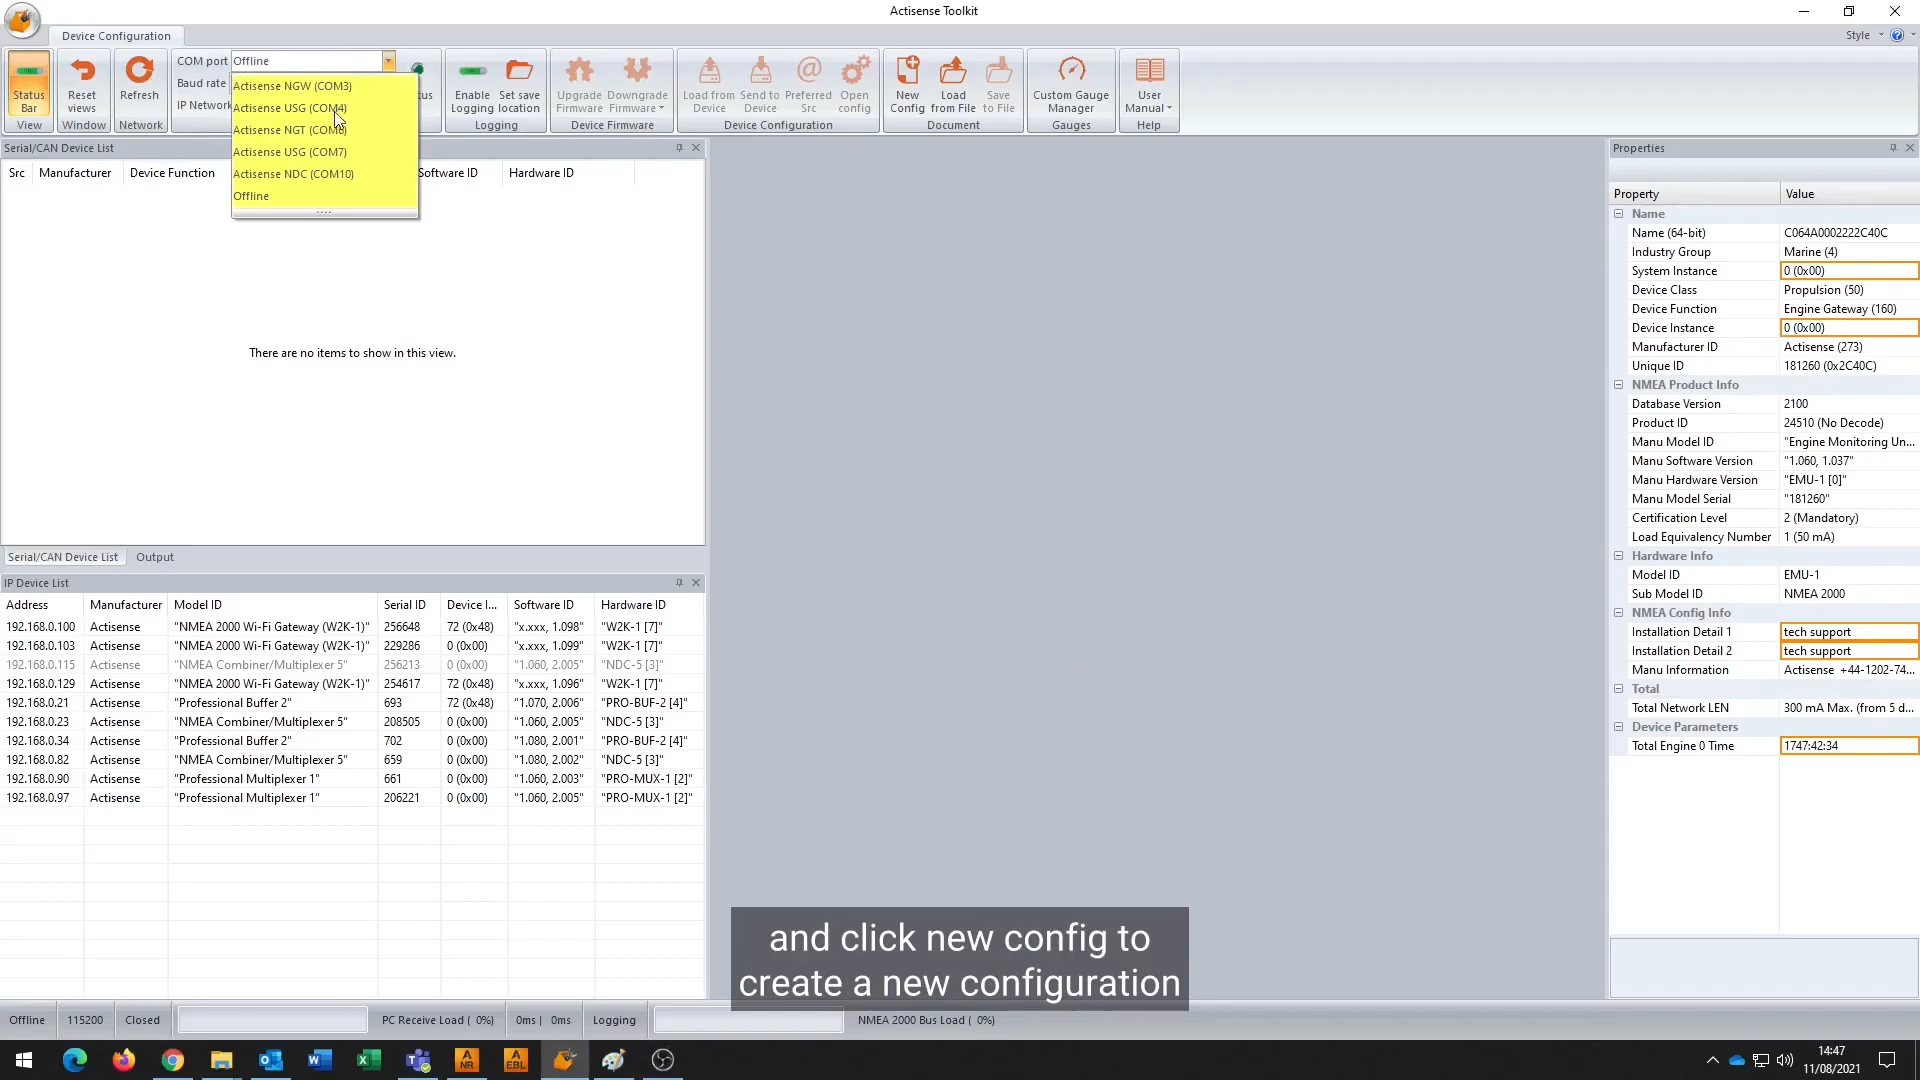 Actisense Toolkit
Device Configuration
Style
Status Bar
Reset views
Refresh
COM port Offline
Baud rate
IP Network
Actisense NGW (COM3)
Actisense USG (COM4)
Actisense NGT (COM6)
Actisense USG (COM7)
Actisense NDC (COM10)
Offline
Enable Logging
Set save location
Upgrade Firmware
Downgrade Firmware
Load from Device
Send to Device
Preferred Src
Open config
New Config
Load from File
Save to File
Custom Gauge Manager
User Manual
View
Window
Network
Logging
Device Firmware
Device Configuration
Document
Gauges
Help
Serial/CAN Device List
Src Manufacturer Device Function Software ID Hardware ID
There are no items to show in this view.
Serial/CAN Device List Output
IP Device List
Address Manufacturer Model ID Serial ID Device I... Software ID Hardware ID
192.168.0.100 Actisense "NMEA 2000 Wi-Fi Gateway (W2K-1)" 256648 72 (0x48) "x.xxx, 1.098" "W2K-1 [7]"
192.168.0.103 Actisense "NMEA 2000 Wi-Fi Gateway (W2K-1)" 229286 0 (0x00) "x.xxx, 1.099" "W2K-1 [7]"
192.168.0.115 Actisense "NMEA Combiner/Multiplexer 5" 256213 0 (0x00) "1.060, 2.005" "NDC-5 [3]"
192.168.0.129 Actisense "NMEA 2000 Wi-Fi Gateway (W2K-1)" 254617 72 (0x48) "x.xxx, 1.096" "W2K-1 [7]"
192.168.0.21 Actisense "Professional Buffer 2" 693 72 (0x48) "1.070, 2.006" "PRO-BUF-2 [4]"
192.168.0.23 Actisense "NMEA Combiner/Multiplexer 5" 208505 0 (0x00) "1.060, 2.005" "NDC-5 [3]"
192.168.0.34 Actisense "Professional Buffer 2" 702 0 (0x00) "1.080, 2.001" "PRO-BUF-2 [4]"
192.168.0.82 Actisense "NMEA Combiner/Multiplexer 5" 659 0 (0x00) "1.080, 2.002" "NDC-5 [3]"
192.168.0.90 Actisense "Professional Multiplexer 1" 661 0 (0x00) "1.060, 2.003" "PRO-MUX-1 [2]"
192.168.0.97 Actisense "Professional Multiplexer 1" 206221 0 (0x00) "1.060, 2.005" "PRO-MUX-1 [2]"
Properties
Property Value
Name
Name (64-bit) C064A0002222C40C
Industry Group Marine (4)
System Instance 0 (0x00)
Device Class Propulsion (50)
Device Function Engine Gateway (160)
Device Instance 0 (0x00)
Manufacturer ID Actisense (273)
Unique ID 181260 (0x2C40C)
NMEA Product Info
Database Version 2100
Product ID 24510 (No Decode)
Manu Model ID "Engine Monitoring Un...
Manu Software Version "1.060, 1.037"
Manu Hardware Version "EMU-1 [0]"
Manu Model Serial "181260"
Certification Level 2 (Mandatory)
Load Equivalency Number 1 (50 mA)
Hardware Info
Model ID EMU-1
Sub Model ID NMEA 2000
NMEA Config Info
Installation Detail 1 tech support
Installation Detail 2 tech support
Manu Information Actisense +44-1202-74...
Total
Total Network LEN 300 mA Max. (from 5 d...
Device Parameters
Total Engine 0 Time 1747:42:34
and click new config to
create a new configuration
Offline 115200 Closed PC Receive Load ( 0%) 0ms | 0ms Logging NMEA 2000 Bus Load ( 0%)
A NR
A EBL
14:47
11/08/2021